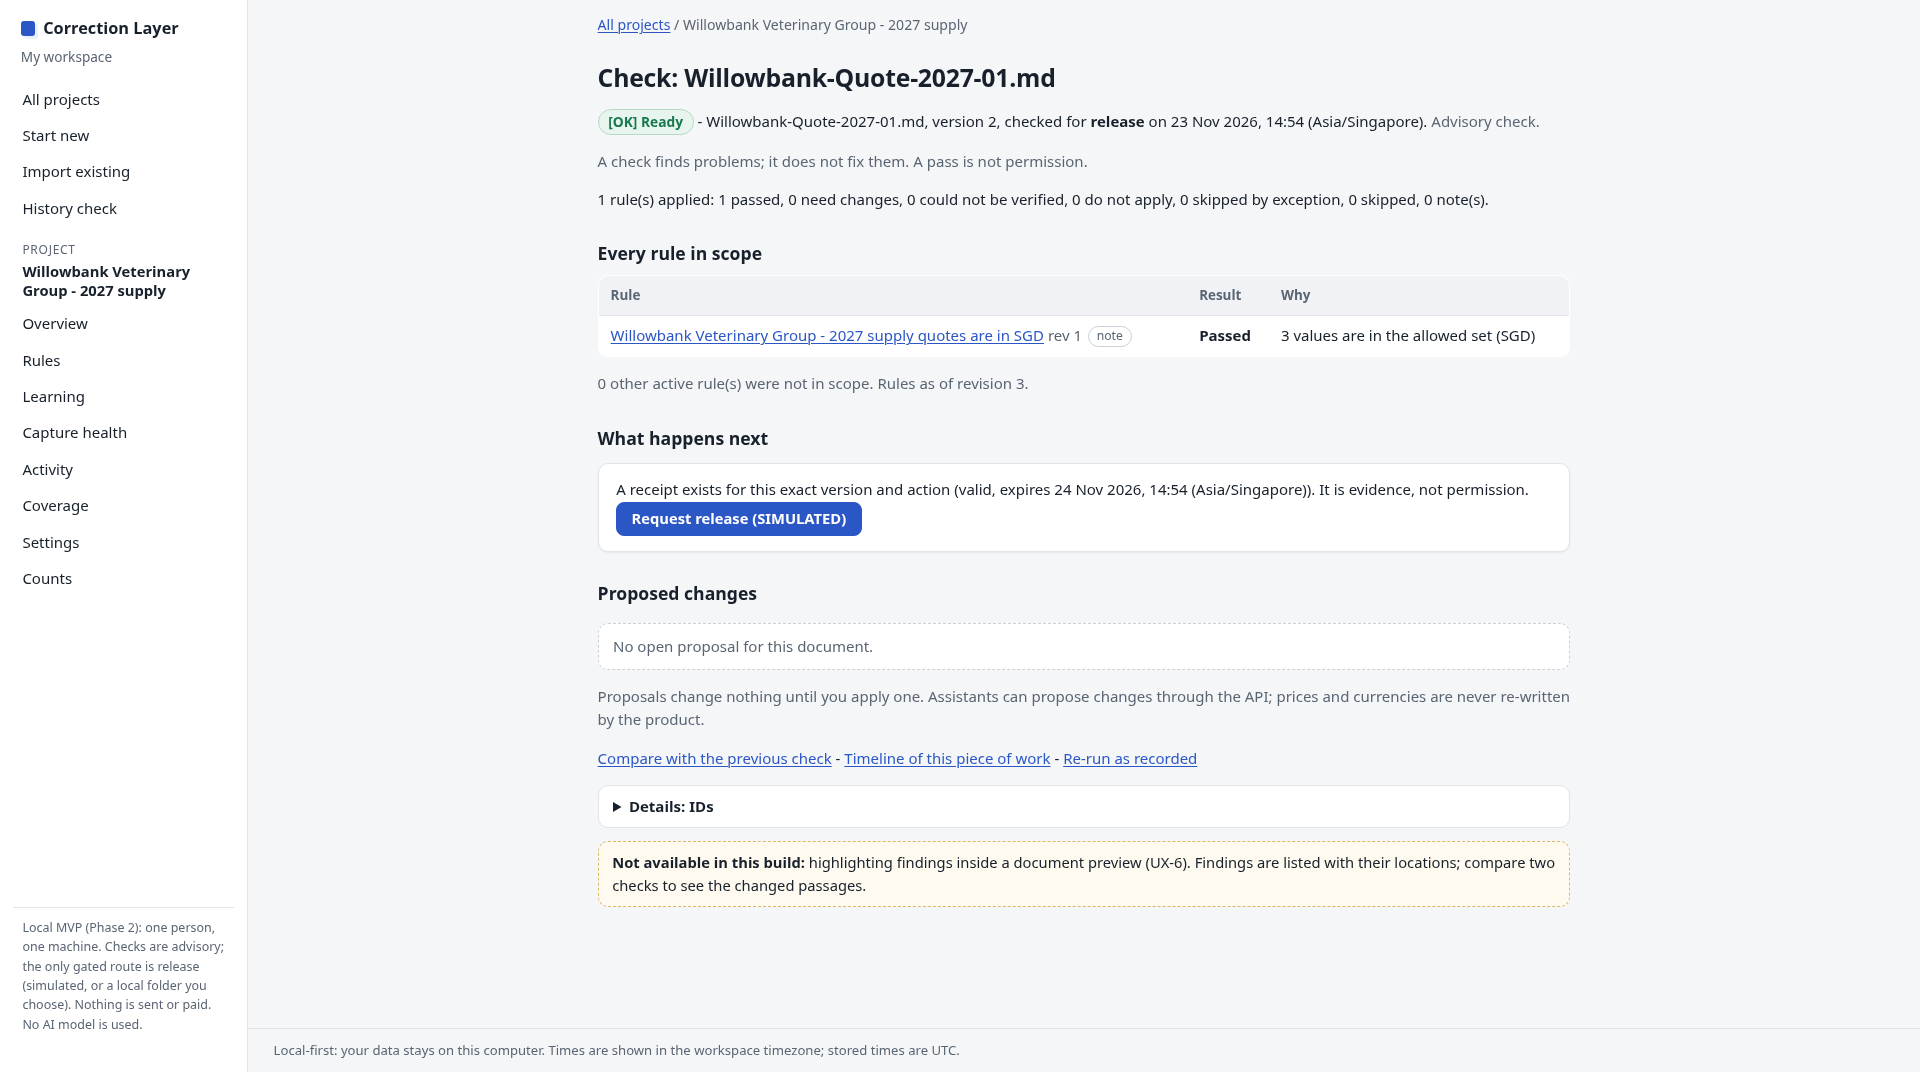 Correction Layer
My workspace
All projects
Start new
Import existing
History check
PROJECT
Willowbank Veterinary
Group - 2027 supply
Overview
Rules
Learning
Capture health
Activity
Coverage
Settings
Counts
Local MVP (Phase 2): one person,
one machine. Checks are advisory;
the only gated route is release
(simulated, or a local folder you
choose). Nothing is sent or paid.
No AI model is used.
All projects / Willowbank Veterinary Group - 2027 supply
Check: Willowbank-Quote-2027-01.md
[OK] Ready - Willowbank-Quote-2027-01.md, version 2, checked for release on 23 Nov 2026, 14:54 (Asia/Singapore). Advisory check.
A check finds problems; it does not fix them. A pass is not permission.
1 rule(s) applied: 1 passed, 0 need changes, 0 could not be verified, 0 do not apply, 0 skipped by exception, 0 skipped, 0 note(s).
Every rule in scope
Rule Result Why
Willowbank Veterinary Group - 2027 supply quotes are in SGD rev 1 note Passed 3 values are in the allowed set (SGD)
0 other active rule(s) were not in scope. Rules as of revision 3.
What happens next
A receipt exists for this exact version and action (valid, expires 24 Nov 2026, 14:54 (Asia/Singapore)). It is evidence, not permission.
Request release (SIMULATED)
Proposed changes
No open proposal for this document.
Proposals change nothing until you apply one. Assistants can propose changes through the API; prices and currencies are never re-written
by the product.
Compare with the previous check - Timeline of this piece of work - Re-run as recorded
Details: IDs
Not available in this build: highlighting findings inside a document preview (UX-6). Findings are listed with their locations; compare two
checks to see the changed passages.
Local-first: your data stays on this computer. Times are shown in the workspace timezone; stored times are UTC.